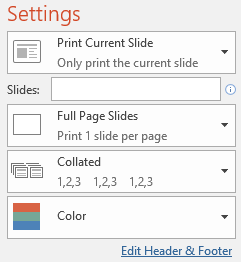 Settings
Print Current Slide
Only print the current slide
Slides:
Full Page Slides
Print 1 slide per page
Collated
1,2,3 1,2,3 1,2,3
Color
Edit Header & Footer